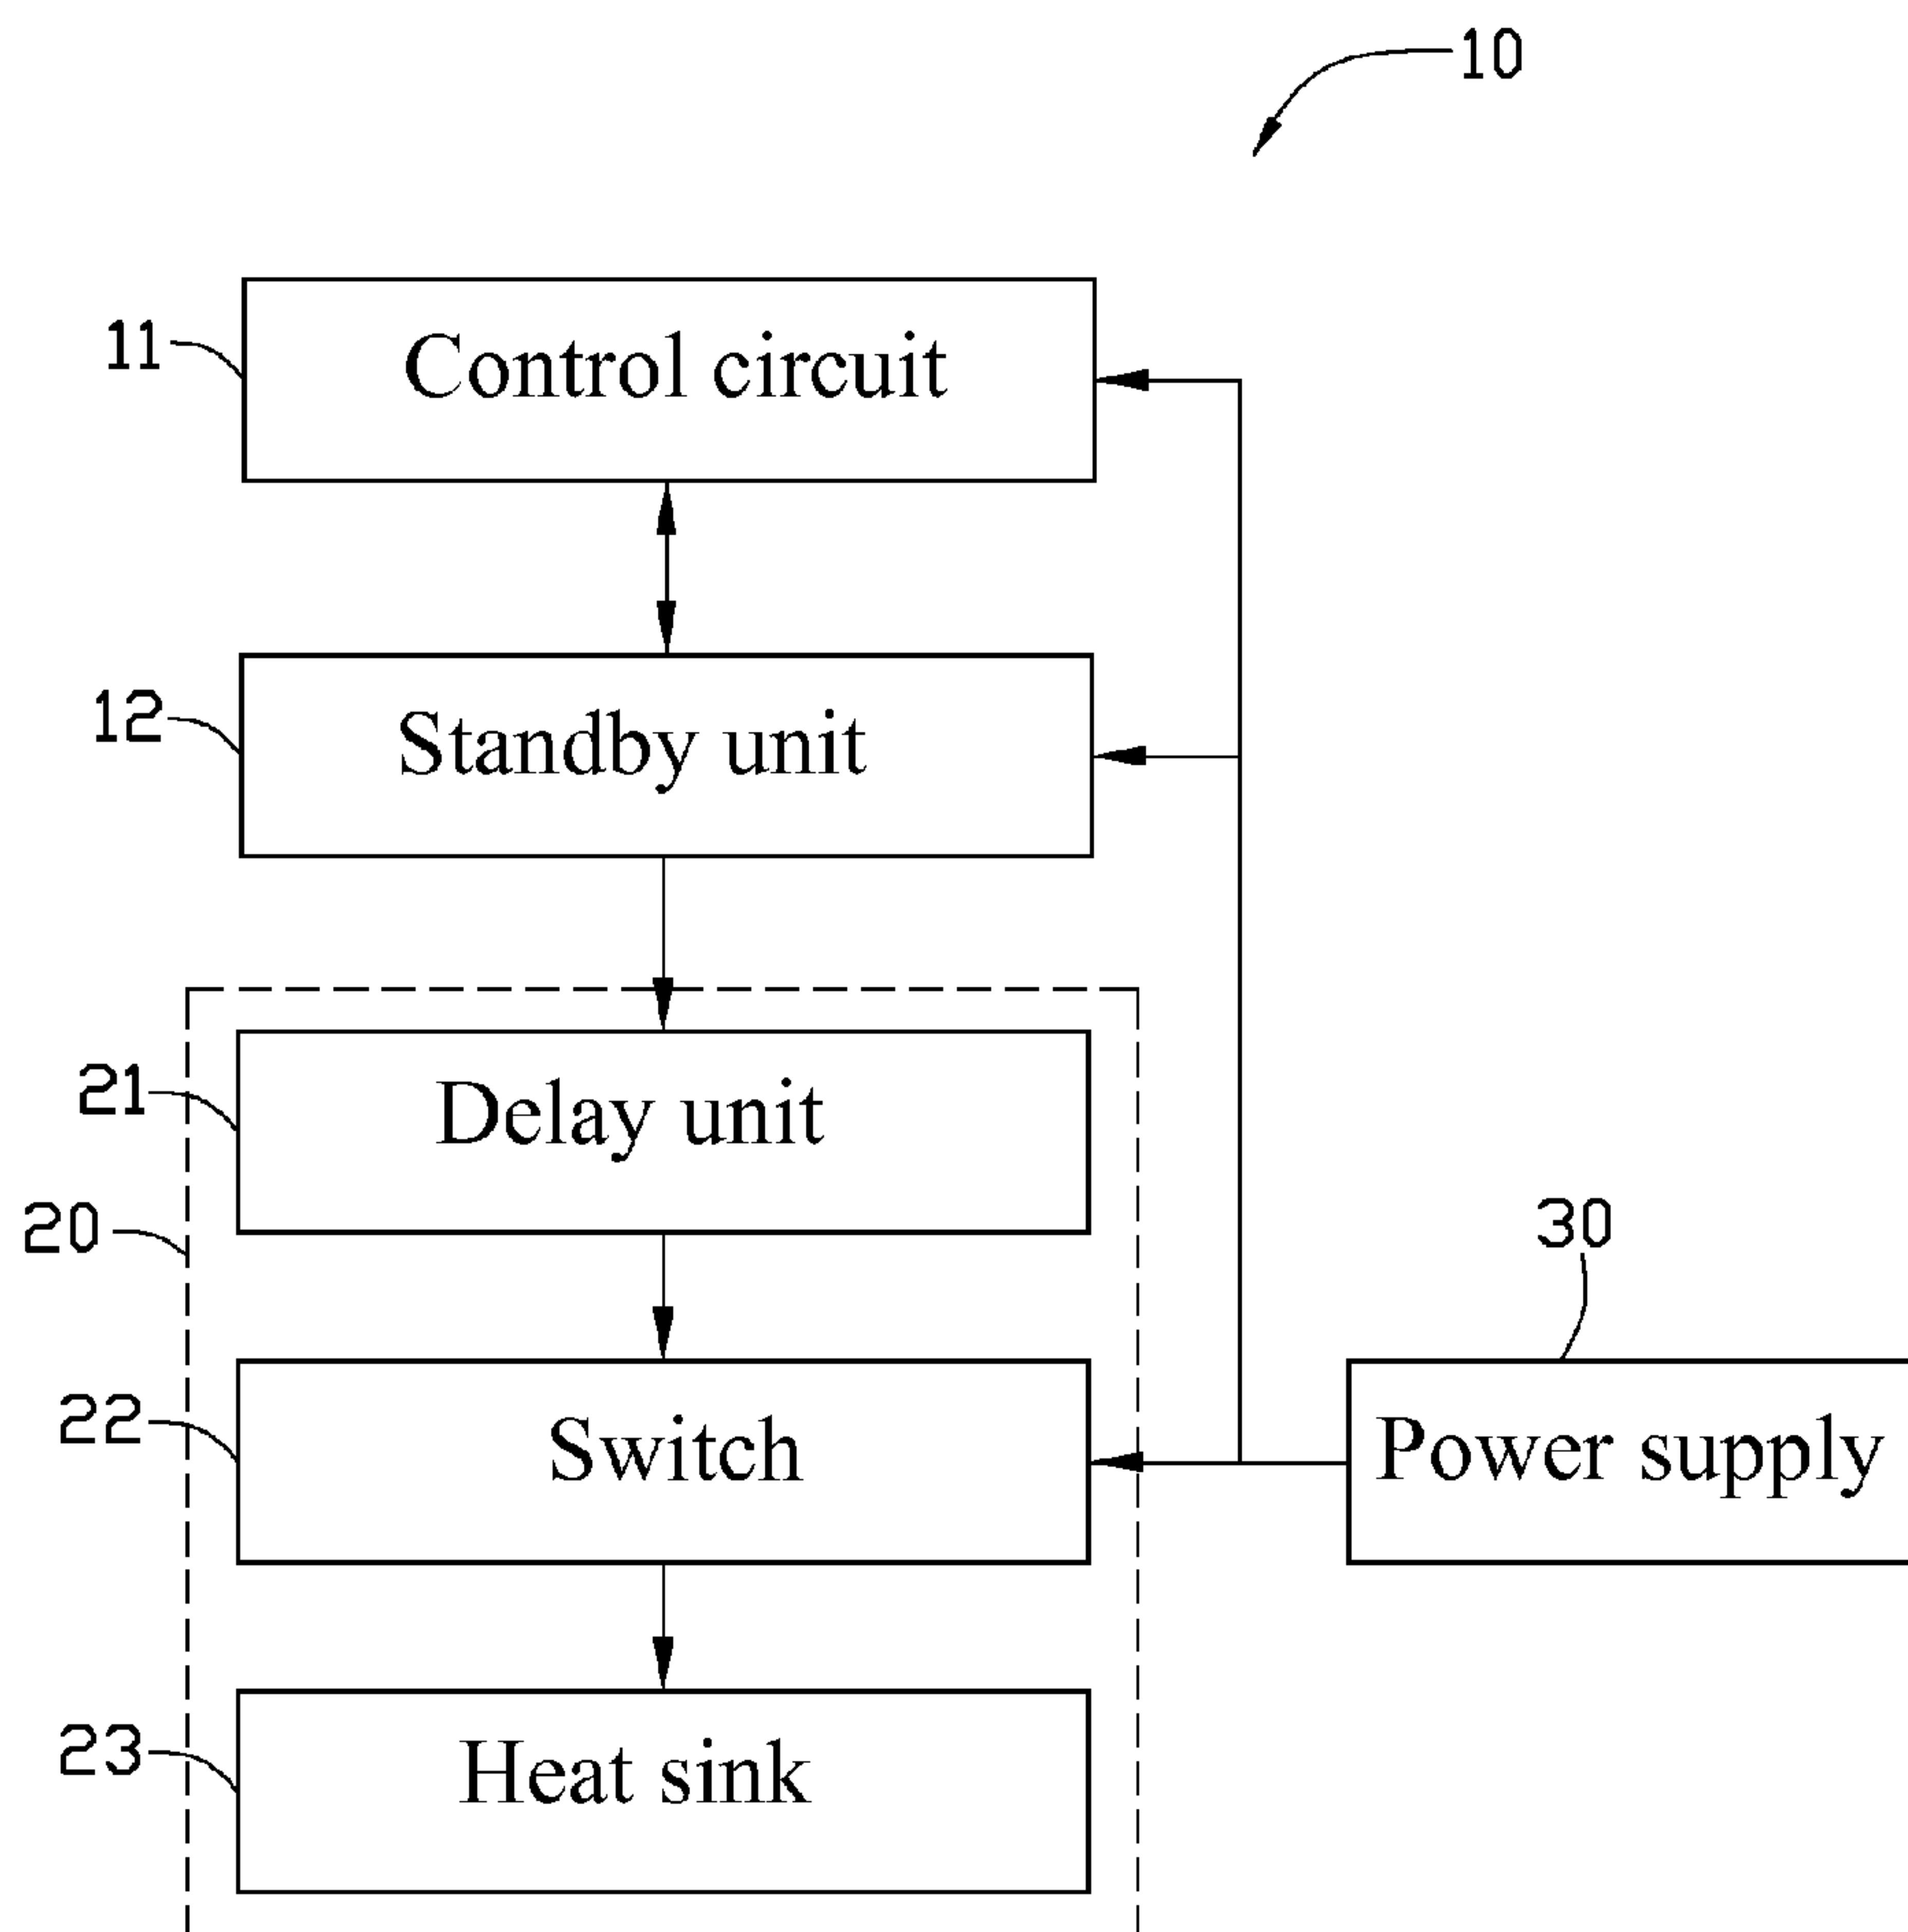 10
11
Control circuit
12
Standby unit
21
Delay unit
20
30
22
Switch
Power supply
23
Heat sink